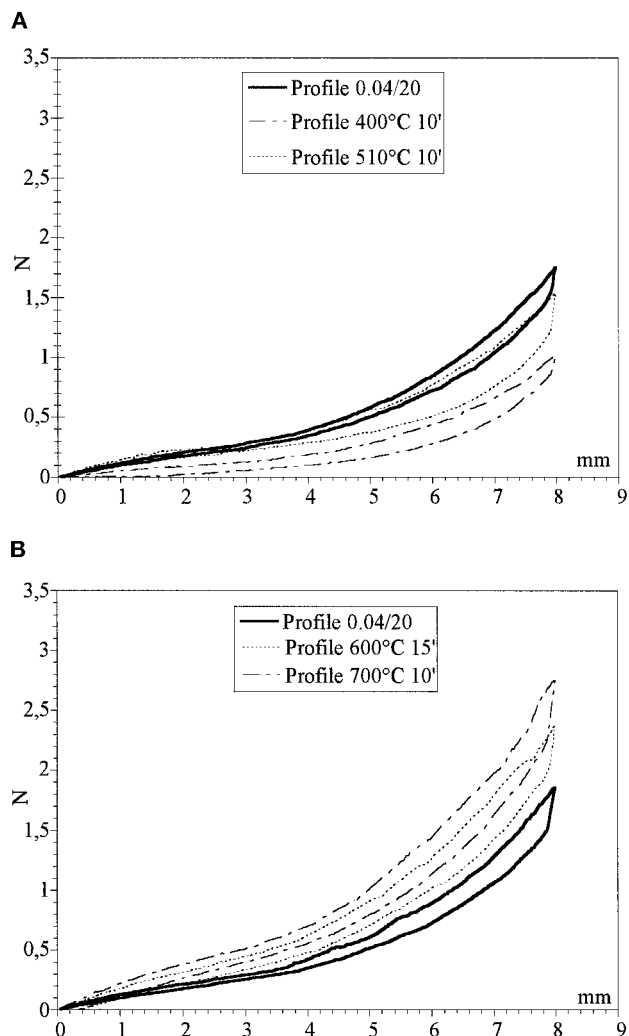 A
3,5
3
2,5
2
1,5
1
0,5
0
N
Profile 0.04/20
Profile 400°C 10'
Profile 510°C 10'
mm
0 1 2 3 4 5 6 7 8 9
B
3,5
3
2,5
2
1,5
1
0,5
0
N
Profile 0.04/20
Profile 600°C 15'
Profile 700°C 10'
mm
0 1 2 3 4 5 6 7 8 9